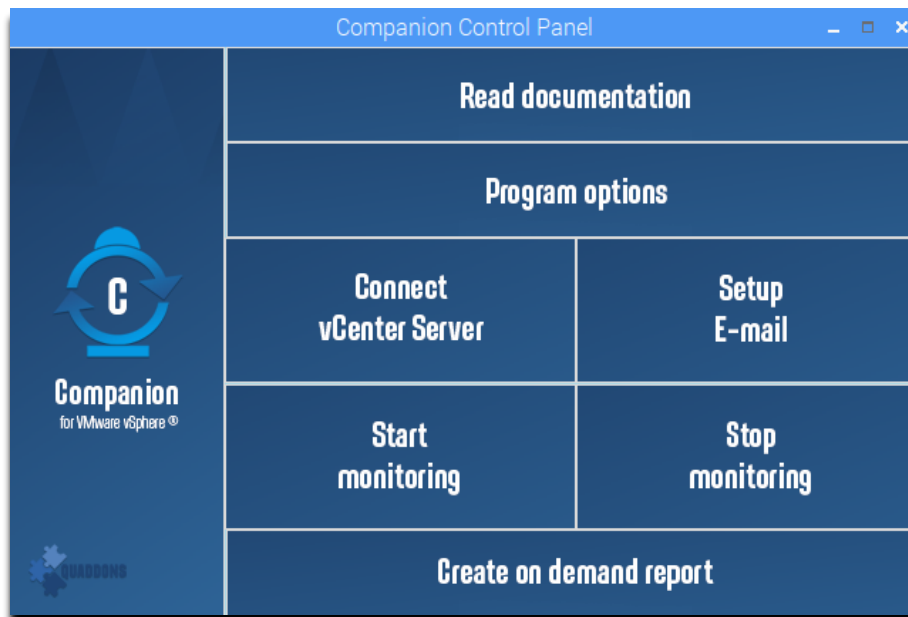 Companion Control Panel
Read documentation
Program options
C
Connect
vCenter Server
Setup
E-mail
Companion
for VMware vSphere ®
Start
monitoring
Stop
monitoring
QUADDONS
Create on demand report